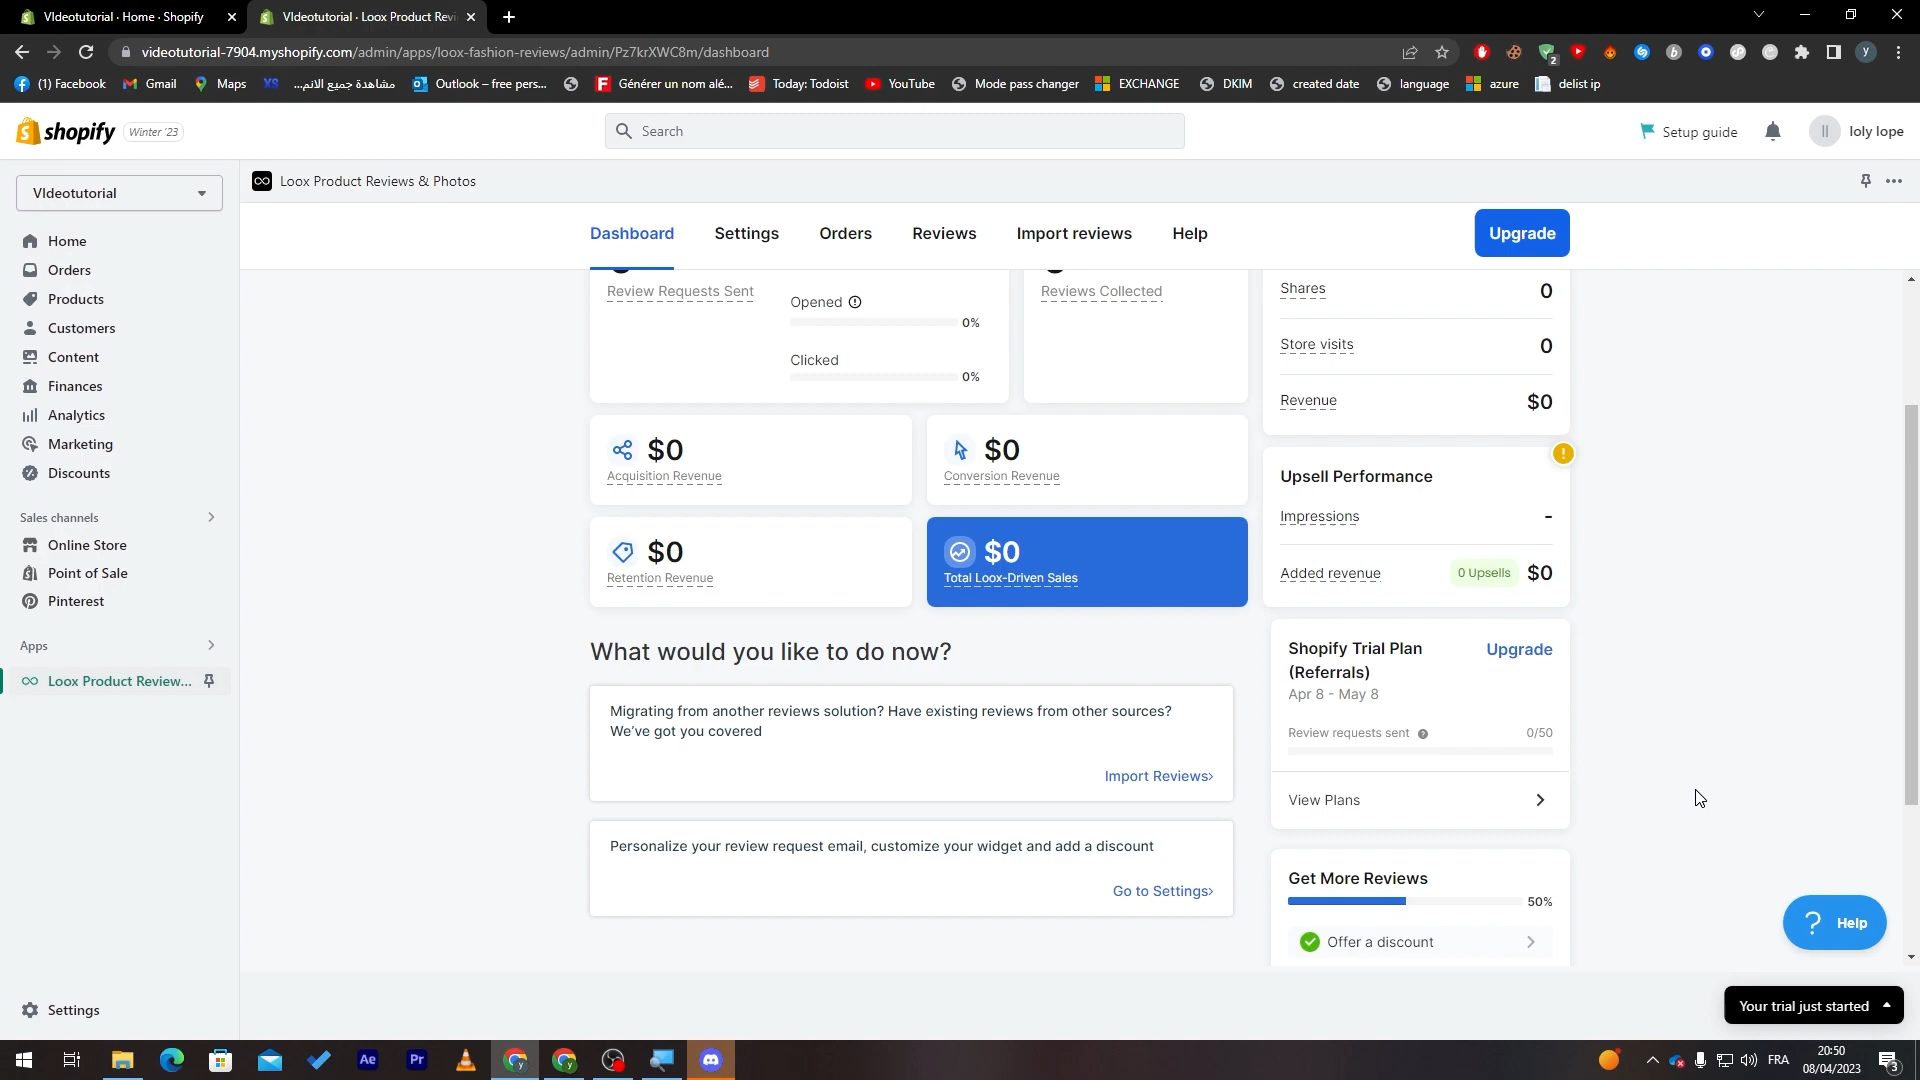 VIdeotutorial · Home · Shopify
VIdeotutorial · Loox Product Revi
videotutorial-7904.myshopify.com/admin/apps/loox-fashion-reviews/admin/Pz7krXWC8m/dashboard
2
y
(1) Facebook
Gmail
Maps
XS
مشاهدة جميع الانم...
Outlook – free pers...
Générer un nom alé...
Today: Todoist
YouTube
Mode pass changer
EXCHANGE
DKIM
created date
language
azure
delist ip
shopify
Winter '23
Search
Setup guide
ll
loly lope
VIdeotutorial
Loox Product Reviews & Photos
Home
Orders
Products
Customers
Content
Finances
Analytics
Marketing
Discounts
Sales channels
Online Store
Point of Sale
Pinterest
Apps
Loox Product Review...
Settings
Dashboard
Settings
Orders
Reviews
Import reviews
Help
Upgrade
Review Requests Sent
Opened
0%
Clicked
0%
Reviews Collected
Shares
0
Store visits
0
Revenue
$0
$0
Acquisition Revenue
$0
Conversion Revenue
$0
Retention Revenue
$0
Total Loox-Driven Sales
Upsell Performance
Impressions
-
Added revenue
0 Upsells
$0
What would you like to do now?
Migrating from another reviews solution? Have existing reviews from other sources?
We've got you covered
Import Reviews›
Personalize your review request email, customize your widget and add a discount
Go to Settings›
Shopify Trial Plan
(Referrals)
Upgrade
Apr 8 - May 8
Review requests sent
0/50
View Plans
Get More Reviews
50%
Offer a discount
? Help
Your trial just started
Ae
Pr
FRA
20:50
08/04/2023
3